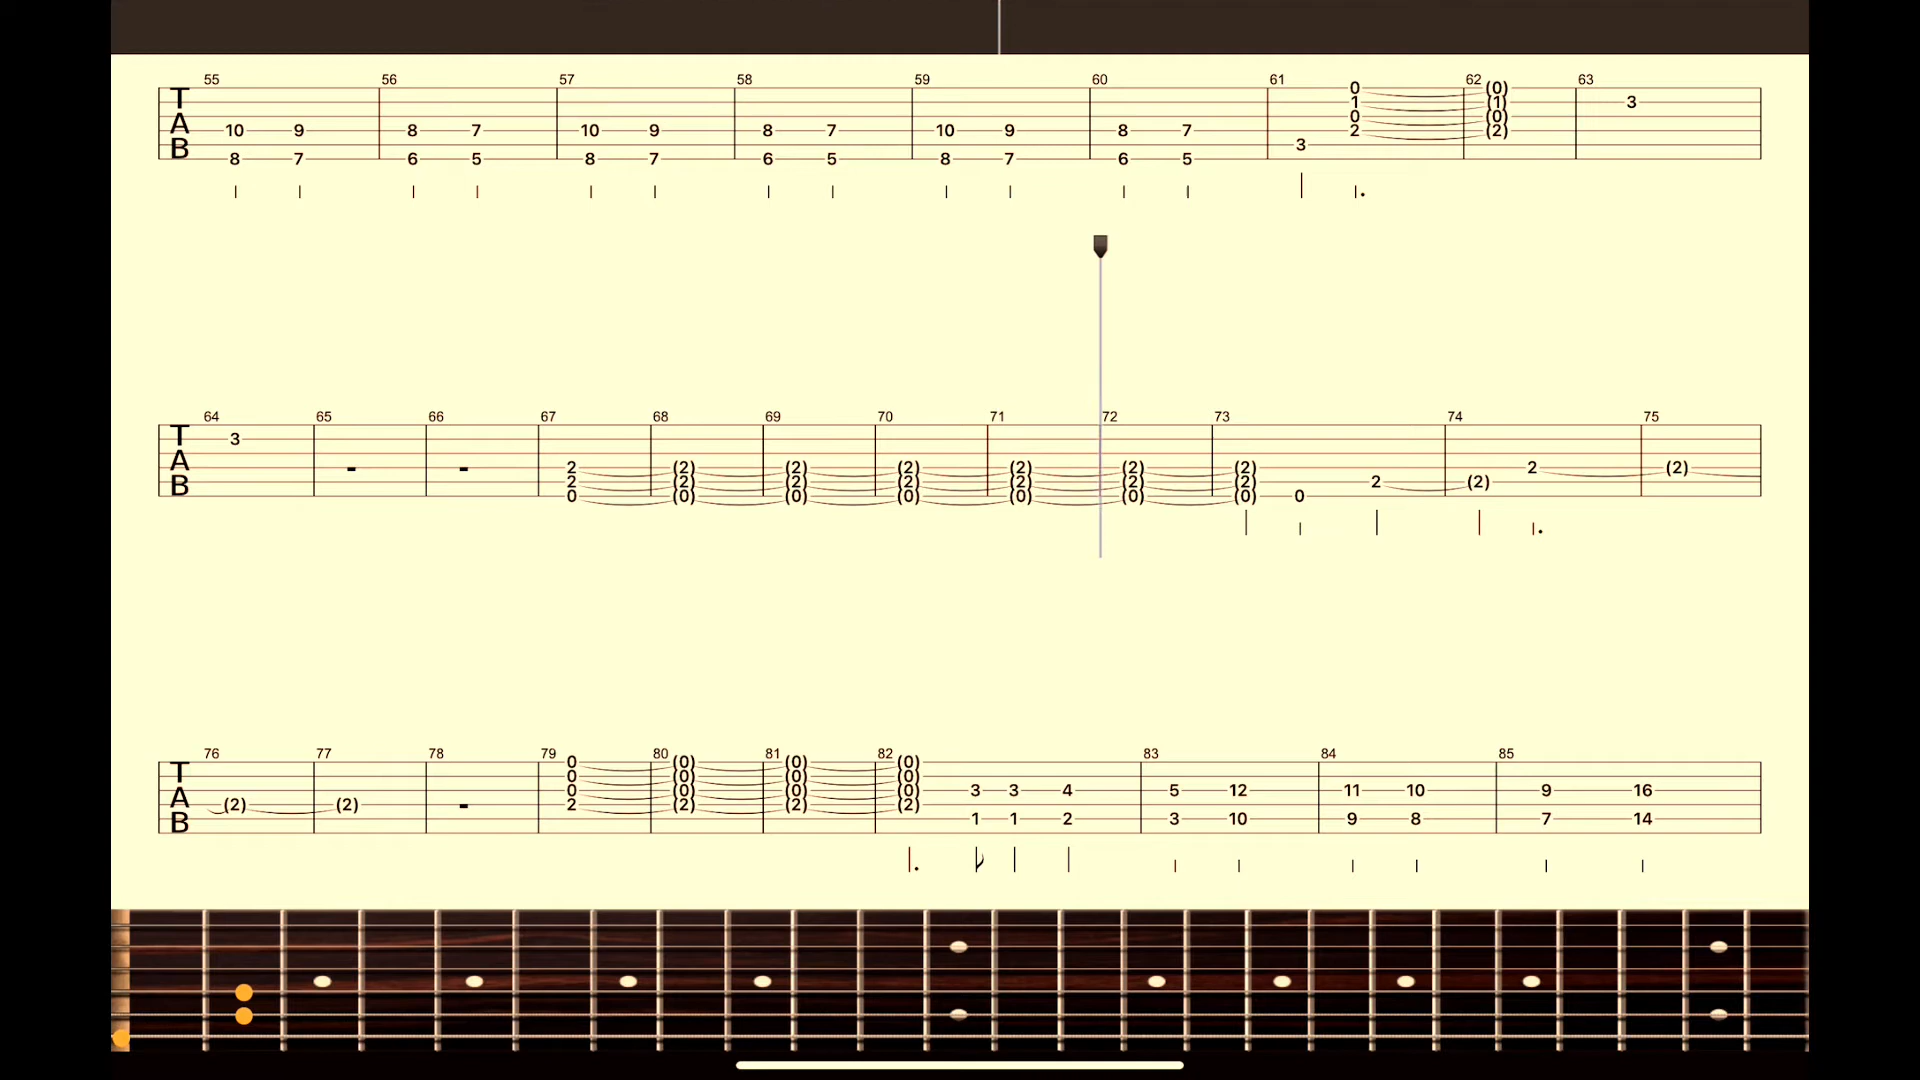 55 56 57 58 59 60 61 62 63
T 0 (0)
1 (1) 3
A 0 (0)
10 9 8 7 10 9 8 7 10 9 8 7 2 (2)
B 3
8 7 6 5 8 7 6 5 8 7 6 5
64 65 66 67 68 69 70 71 72 73 74 75
T 3
A 2 (2) (2) (2) (2) (2) (2) 2 (2)
B 2 (2) (2) (2) (2) (2) (2) 2 (2)
0 (0) (0) (0) (0) (0) (0) 0
76 77 78 79 80 81 82 83 84 85
0 (0) (0) (0)
T 0 (0) (0) (0)
0 (0) (0) (0) 3 3 4 5 12 11 10 9 16
A (2) (2) 2 (2) (2) (2)
B 1 1 2 3 10 9 8 7 14